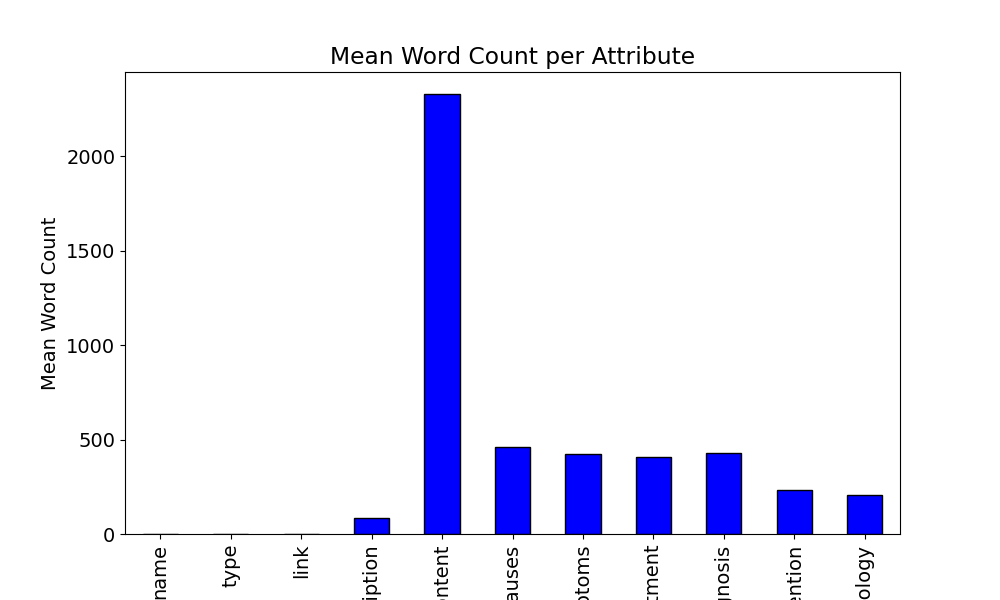 Mean Word Count per Attribute
Mean Word Count
2000
1500
1000
500
0
name
type
link
iption
ontent
auses
ptoms
tment
gnosis
ention
ology